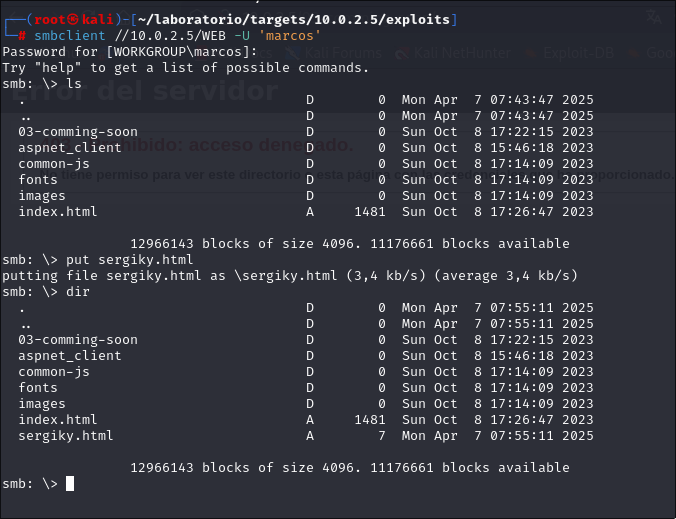 ┌──(root㉿kali)-[~/laboratorio/targets/10.0.2.5/exploits]
└─# smbclient //10.0.2.5/WEB -U 'marcos'
Password for [WORKGROUP\marcos]:
Try "help" to get a list of possible commands.
smb: \> ls
  .                                   D        0  Mon Apr  7 07:43:47 2025
  ..                                  D        0  Mon Apr  7 07:43:47 2025
  03-comming-soon                     D        0  Sun Oct  8 17:22:15 2023
  aspnet_client                       D        0  Sun Oct  8 15:46:18 2023
  common-js                           D        0  Sun Oct  8 17:14:09 2023
  fonts                               D        0  Sun Oct  8 17:14:09 2023
  images                              D        0  Sun Oct  8 17:14:09 2023
  index.html                          A     1481  Sun Oct  8 17:26:47 2023
                12966143 blocks of size 4096. 11176661 blocks available
smb: \> put sergiky.html
putting file sergiky.html as \sergiky.html (3,4 kb/s) (average 3,4 kb/s)
smb: \> dir
  .                                   D        0  Mon Apr  7 07:55:11 2025
  ..                                  D        0  Mon Apr  7 07:55:11 2025
  03-comming-soon                     D        0  Sun Oct  8 17:22:15 2023
  aspnet_client                       D        0  Sun Oct  8 15:46:18 2023
  common-js                           D        0  Sun Oct  8 17:14:09 2023
  fonts                               D        0  Sun Oct  8 17:14:09 2023
  images                              D        0  Sun Oct  8 17:14:09 2023
  index.html                          A     1481  Sun Oct  8 17:26:47 2023
  sergiky.html                        A        7  Mon Apr  7 07:55:11 2025
                12966143 blocks of size 4096. 11176661 blocks available
smb: \>
Kali Forums
Kali NetHunter
Exploit-DB
Error del servidor
acceso denegado.